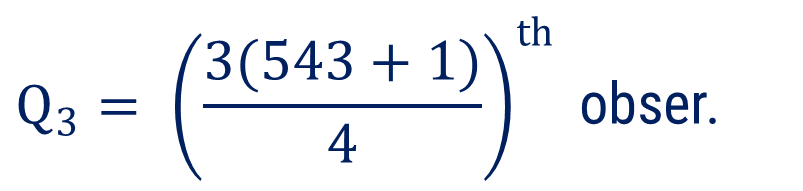 Q₃ = (3(543 + 1)/4)ᵗʰ obser.